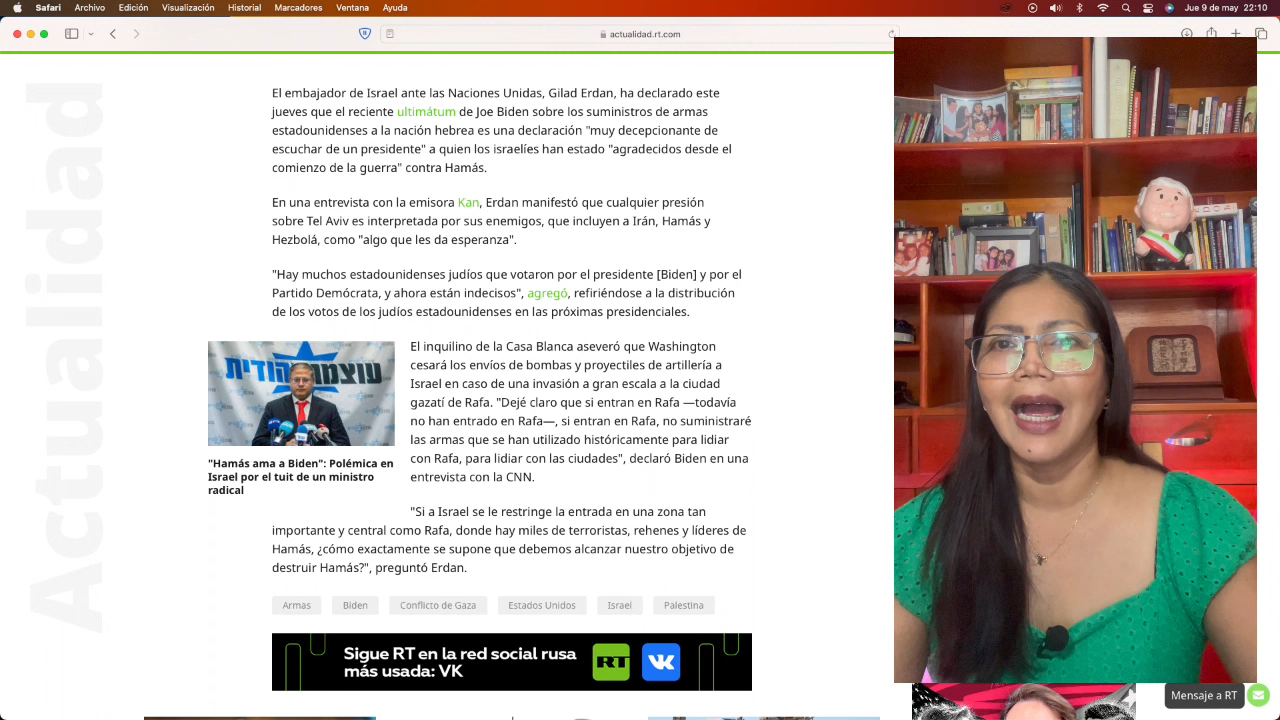 Safari Archivo Edición Visualización Historial Favoritos Ventana Ayuda
actualidad.rt.com
Actualidad
El embajador de Israel ante las Naciones Unidas, Gilad Erdan, ha declarado este
jueves que el reciente ultimátum de Joe Biden sobre los suministros de armas
estadounidenses a la nación hebrea es una declaración "muy decepcionante de
escuchar de un presidente" a quien los israelíes han estado "agradecidos desde el
comienzo de la guerra" contra Hamás.
En una entrevista con la emisora Kan, Erdan manifestó que cualquier presión
sobre Tel Aviv es interpretada por sus enemigos, que incluyen a Irán, Hamás y
Hezbolá, como "algo que les da esperanza".
"Hay muchos estadounidenses judíos que votaron por el presidente [Biden] y por el
Partido Demócrata, y ahora están indecisos", agregó, refiriéndose a la distribución
de los votos de los judíos estadounidenses en las próximas presidenciales.
עוצמה יהודית
"Hamás ama a Biden": Polémica en
Israel por el tuit de un ministro
radical
El inquilino de la Casa Blanca aseveró que Washington
cesará los envíos de bombas y proyectiles de artillería a
Israel en caso de una invasión a gran escala a la ciudad
gazatí de Rafa. "Dejé claro que si entran en Rafa —todavía
no han entrado en Rafa—, si entran en Rafa, no suministraré
las armas que se han utilizado históricamente para lidiar
con Rafa, para lidiar con las ciudades", declaró Biden en una
entrevista con la CNN.
"Si a Israel se le restringe la entrada en una zona tan
importante y central como Rafa, donde hay miles de terroristas, rehenes y líderes de
Hamás, ¿cómo exactamente se supone que debemos alcanzar nuestro objetivo de
destruir Hamás?", preguntó Erdan.
Armas Biden Conflicto de Gaza Estados Unidos Israel Palestina
Sigue RT en la red social rusa
más usada: VK
RT
Mensaje a RT